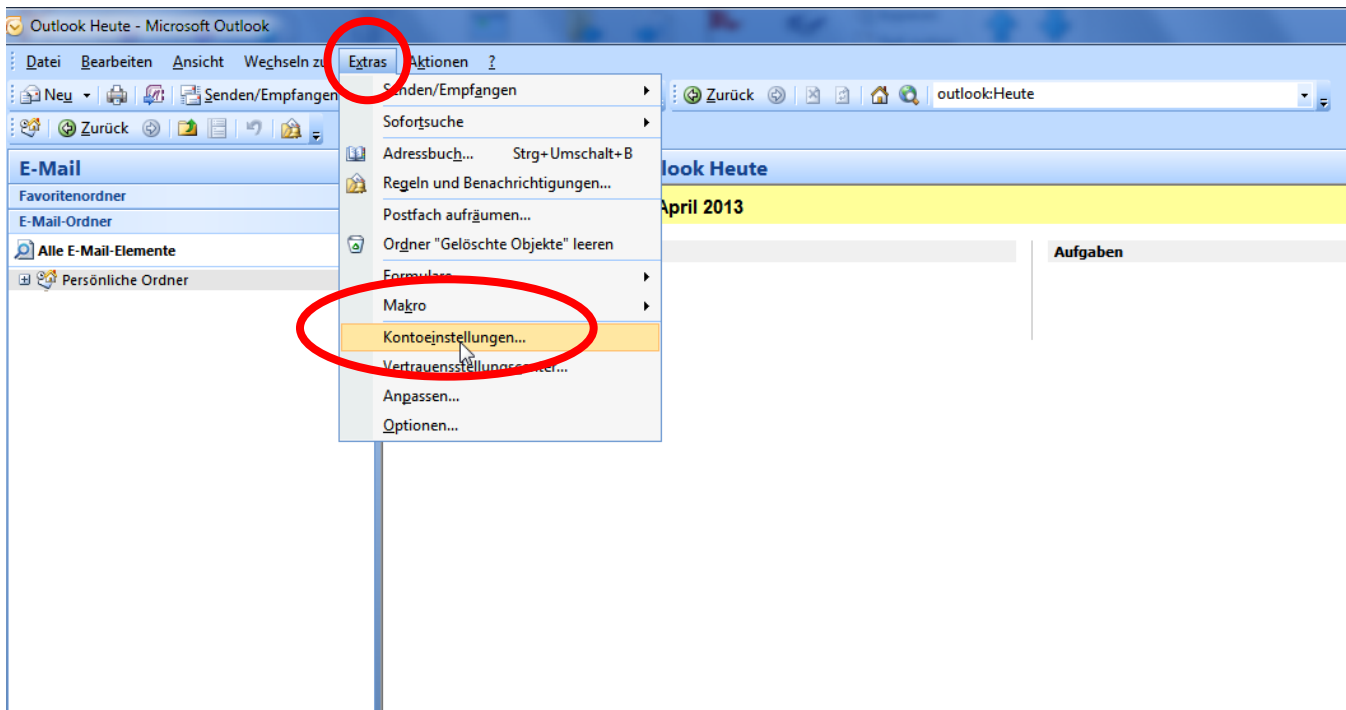 Outlook Heute - Microsoft Outlook
Datei Bearbeiten Ansicht Wechseln zu Extras Aktionen ?
Neu Senden/Empfangen Zurück outlook:Heute
Zurück
Senden/Empfangen
Sofortsuche
Adressbuch... Strg+Umschalt+B
Regeln und Benachrichtigungen...
Postfach aufräumen...
Ordner "Gelöschte Objekte" leeren
Formulare
Makro
Kontoeinstellungen...
Vertrauensstellungscenter...
Anpassen...
Optionen...
E-Mail
Favoritenordner
E-Mail-Ordner
Alle E-Mail-Elemente
Persönliche Ordner
look Heute
April 2013
Aufgaben